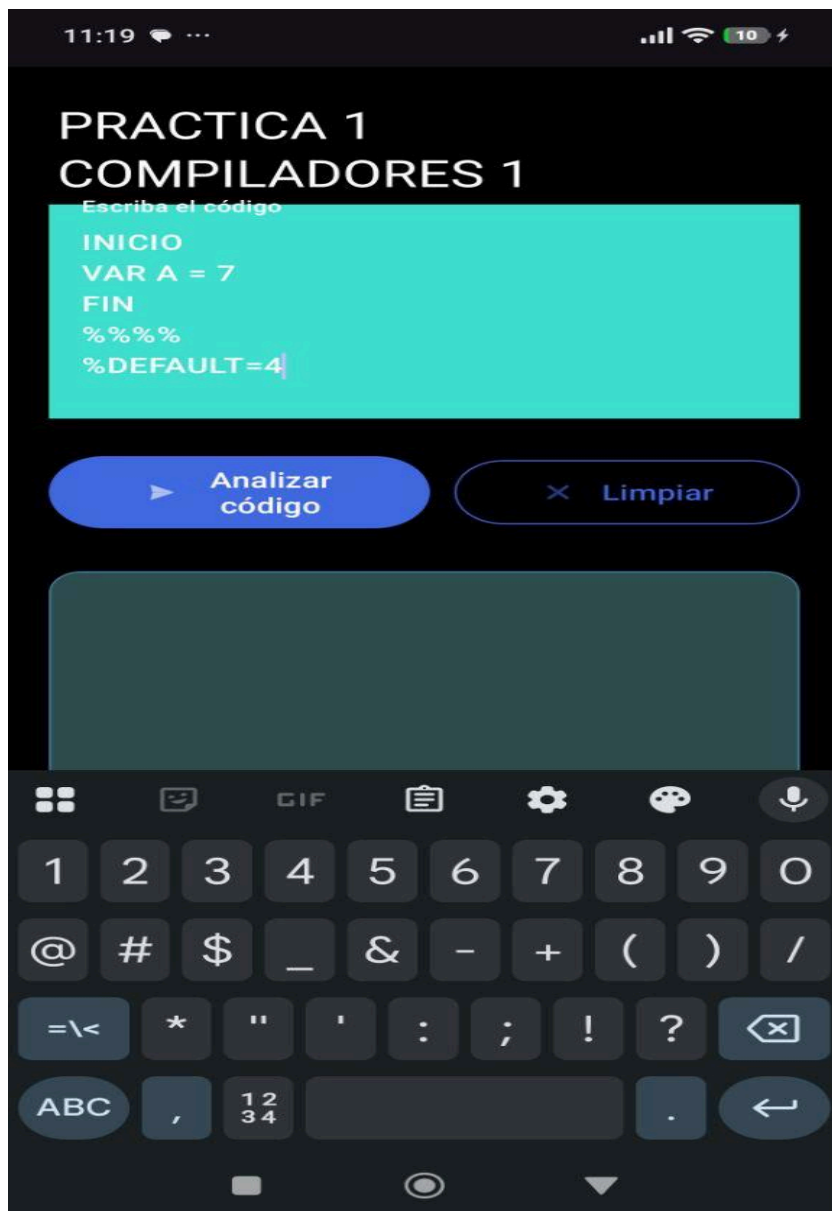 11:19 ...
10
PRACTICA 1
COMPILADORES 1
Escriba el código
INICIO
VAR A = 7
FIN
%%%%
%DEFAULT=4
Analizar
código
Limpiar
GIF
1 2 3 4 5 6 7 8 9 0
@ # $ _ & - + ( ) /
=\< * " ' : ; ! ?
ABC , 12 .
34